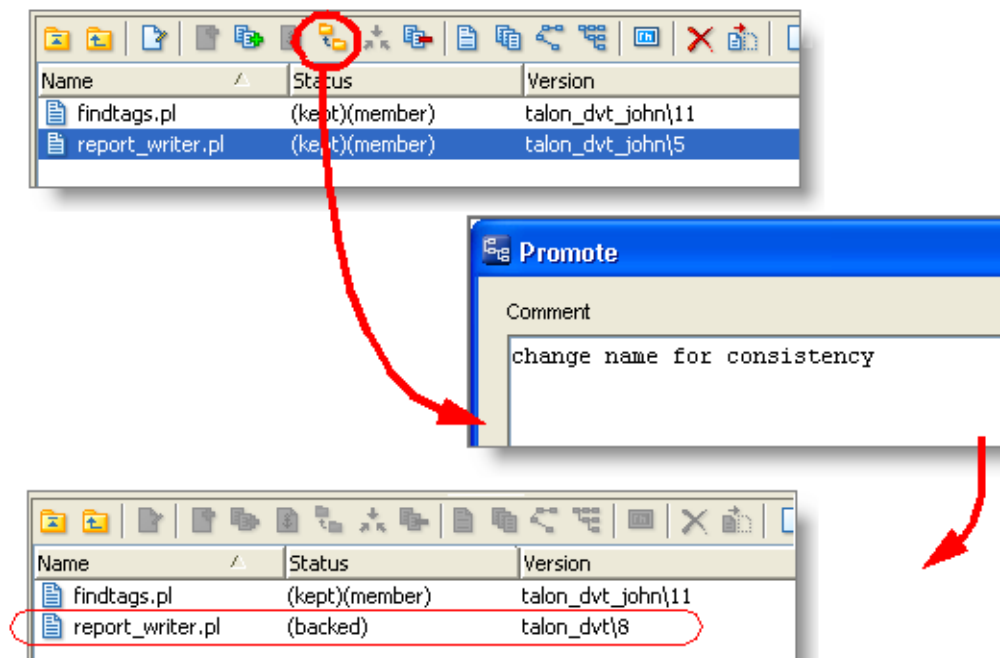 Name Status Version
findtags.pl (kept)(member) talon_dvt_john\11
report_writer.pl (kept)(member) talon_dvt_john\5
Promote
Comment
change name for consistency
Name Status Version
findtags.pl (kept)(member) talon_dvt_john\11
report_writer.pl (backed) talon_dvt\8